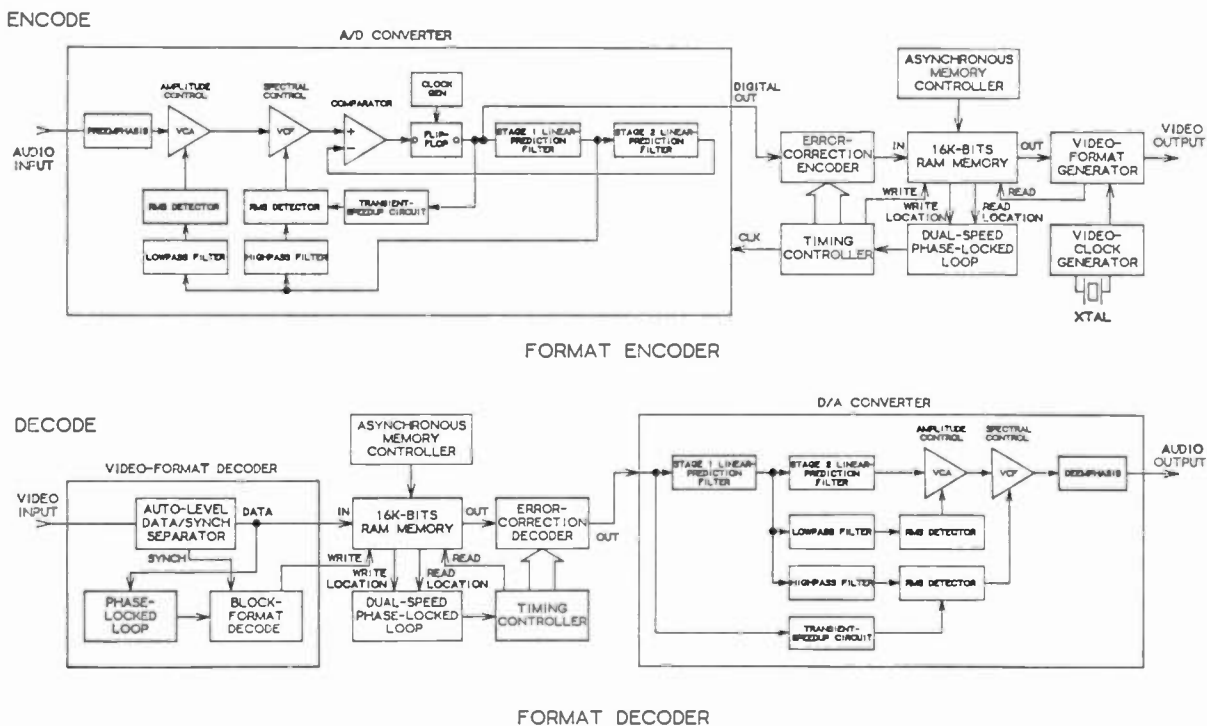 ENCODE
A/D CONVERTER
AMPLITUDE
CONTROL
SPECTRAL
CONTROL
CLOCK
GEN
COMPARATOR
DIGITAL
OUT
ASYNCHRONOUS
MEMORY
CONTROLLER
AUDIO
INPUT
PREEMPHASIS
VCA
VCF
+
−
FLIP-
FLOP
STAGE 1 LINEAR-
PREDICTION
FILTER
STAGE 2 LINEAR-
PREDICTION
FILTER
ERROR-
CORRECTION
ENCODER
IN
16K-BITS
RAM MEMORY
OUT
VIDEO-
FORMAT
GENERATOR
VIDEO
OUTPUT
RMS DETECTOR
RMS DETECTOR
TRANSIENT-
SPEEDUP CIRCUIT
WRITE
WRITE
LOCATION
READ
READ
LOCATION
LOWPASS FILTER
HIGHPASS FILTER
CLK
TIMING
CONTROLLER
DUAL-SPEED
PHASE-LOCKED
LOOP
VIDEO-
CLOCK
GENERATOR
XTAL
FORMAT ENCODER
DECODE
VIDEO-FORMAT DECODER
ASYNCHRONOUS
MEMORY
CONTROLLER
D/A CONVERTER
AMPLITUDE
CONTROL
SPECTRAL
CONTROL
VIDEO
INPUT
AUTO-LEVEL
DATA/SYNCH
SEPARATOR
DATA
IN
16K-BITS
RAM MEMORY
OUT
ERROR-
CORRECTION
DECODER
OUT
STAGE 1 LINEAR-
PREDICTION
FILTER
STAGE 2 LINEAR-
PREDICTION
FILTER
VCA
VCF
DEEMPHASIS
AUDIO
OUTPUT
SYNCH
WRITE
WRITE
LOCATION
READ
READ
LOCATION
LOWPASS FILTER
RMS DETECTOR
HIGHPASS FILTER
RMS DETECTOR
PHASE-
LOCKED
LOOP
BLOCK-
FORMAT
DECODE
DUAL-SPEED
PHASE-LOCKED
LOOP
TIMING
CONTROLLER
TRANSIENT-
SPEEDUP CIRCUIT
FORMAT DECODER